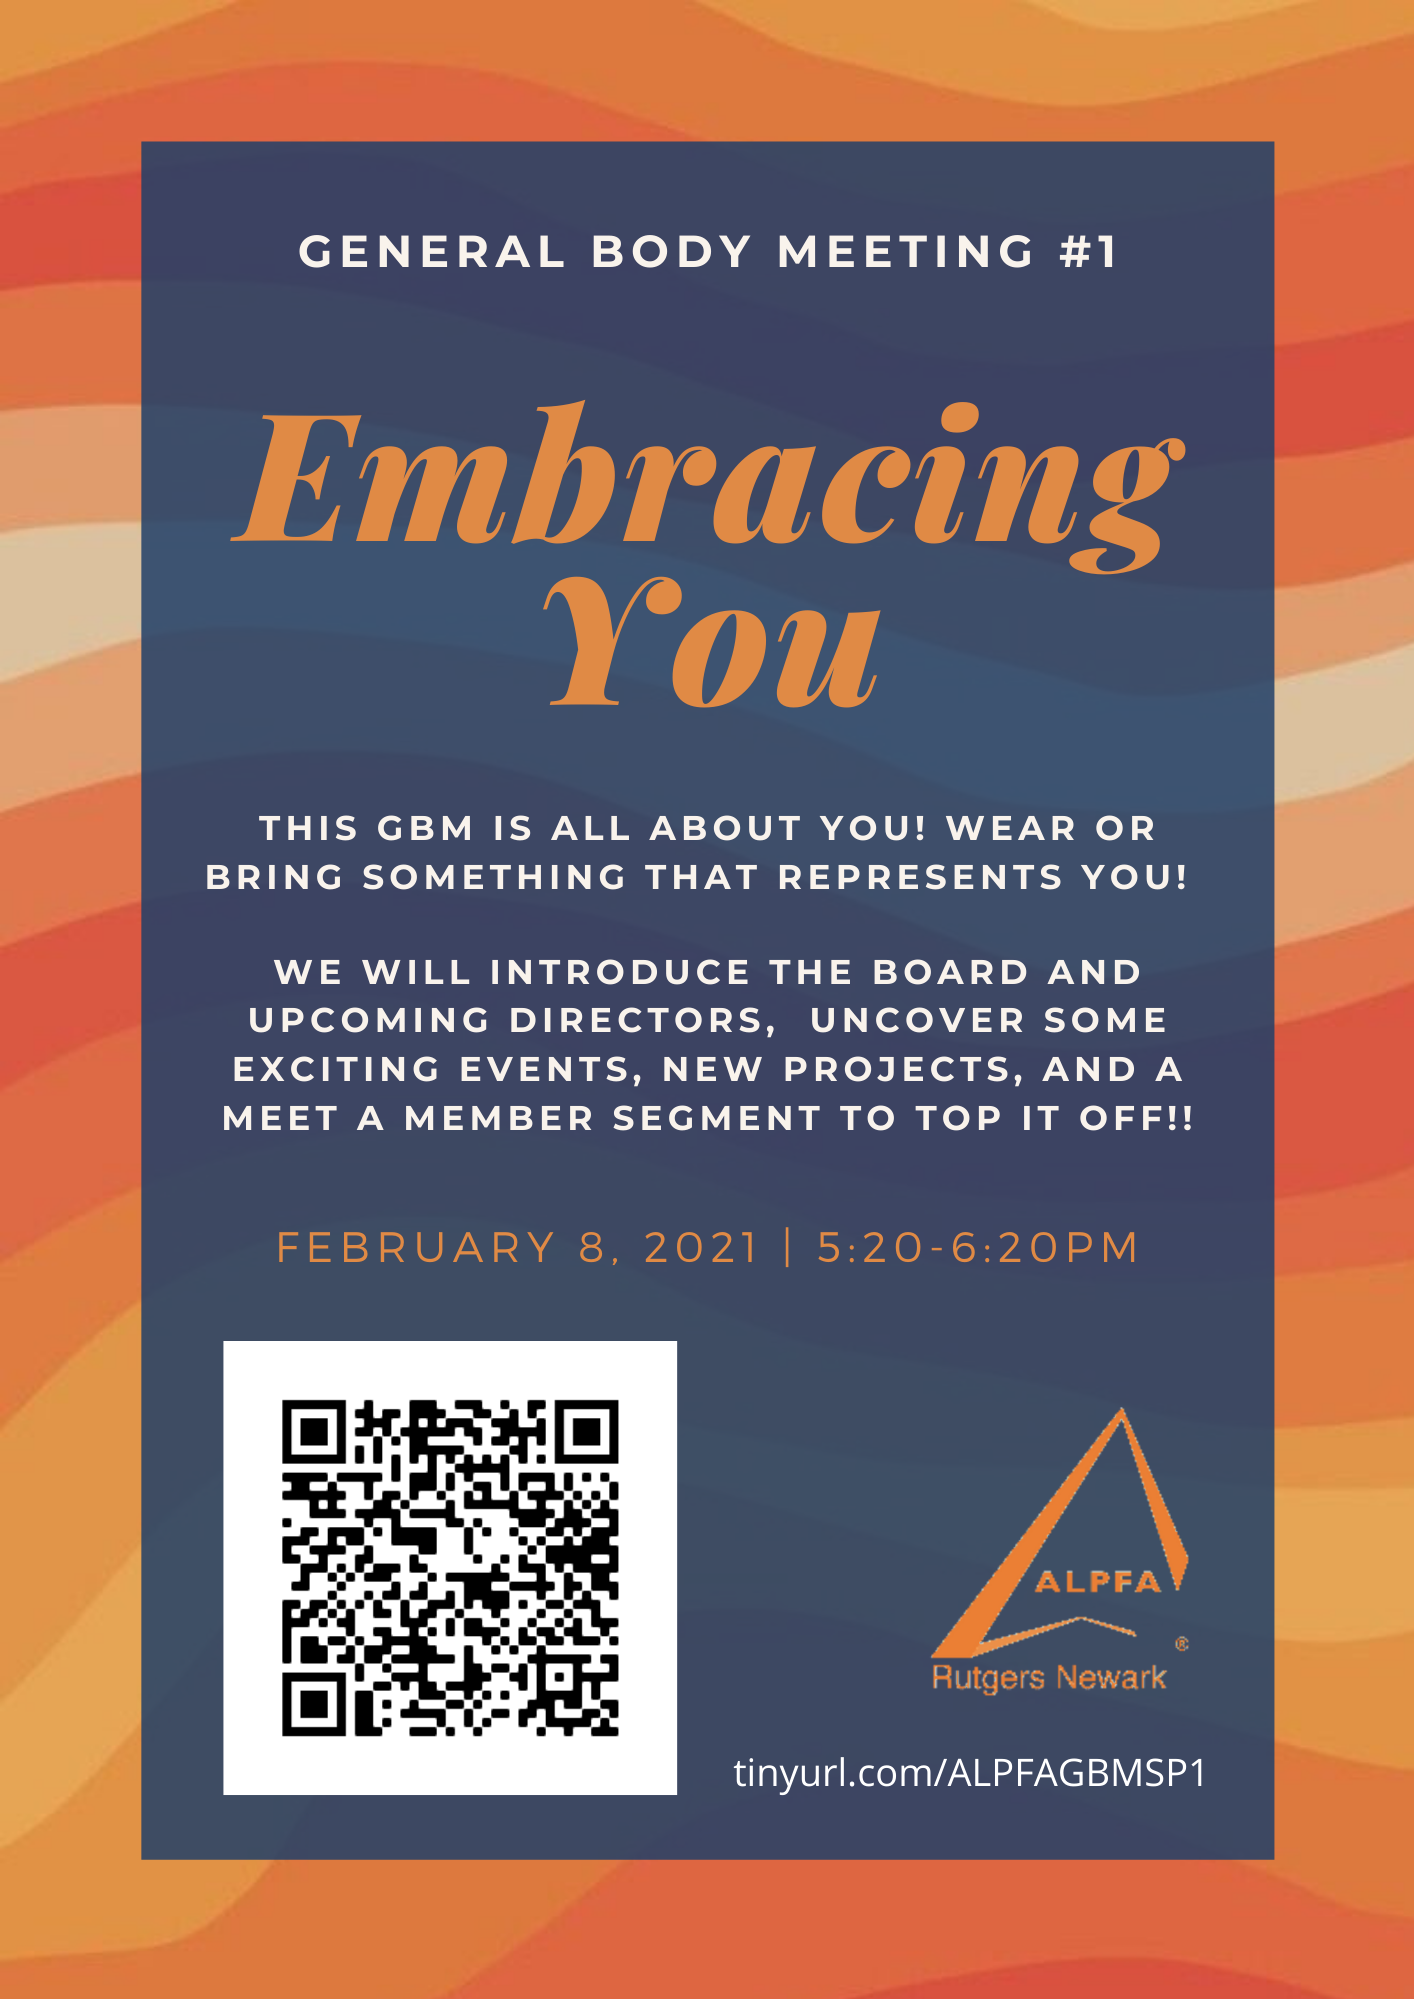 GENERAL BODY MEETING #1
Embracing
You
THIS GBM IS ALL ABOUT YOU! WEAR OR
BRING SOMETHING THAT REPRESENTS YOU!
WE WILL INTRODUCE THE BOARD AND
UPCOMING DIRECTORS, UNCOVER SOME
EXCITING EVENTS, NEW PROJECTS, AND A
MEET A MEMBER SEGMENT TO TOP IT OFF!!
FEBRUARY 8, 2021 | 5:20-6:20PM
ALPFA
®
Rutgers Newark
tinyurl.com/ALPFAGBMSP1